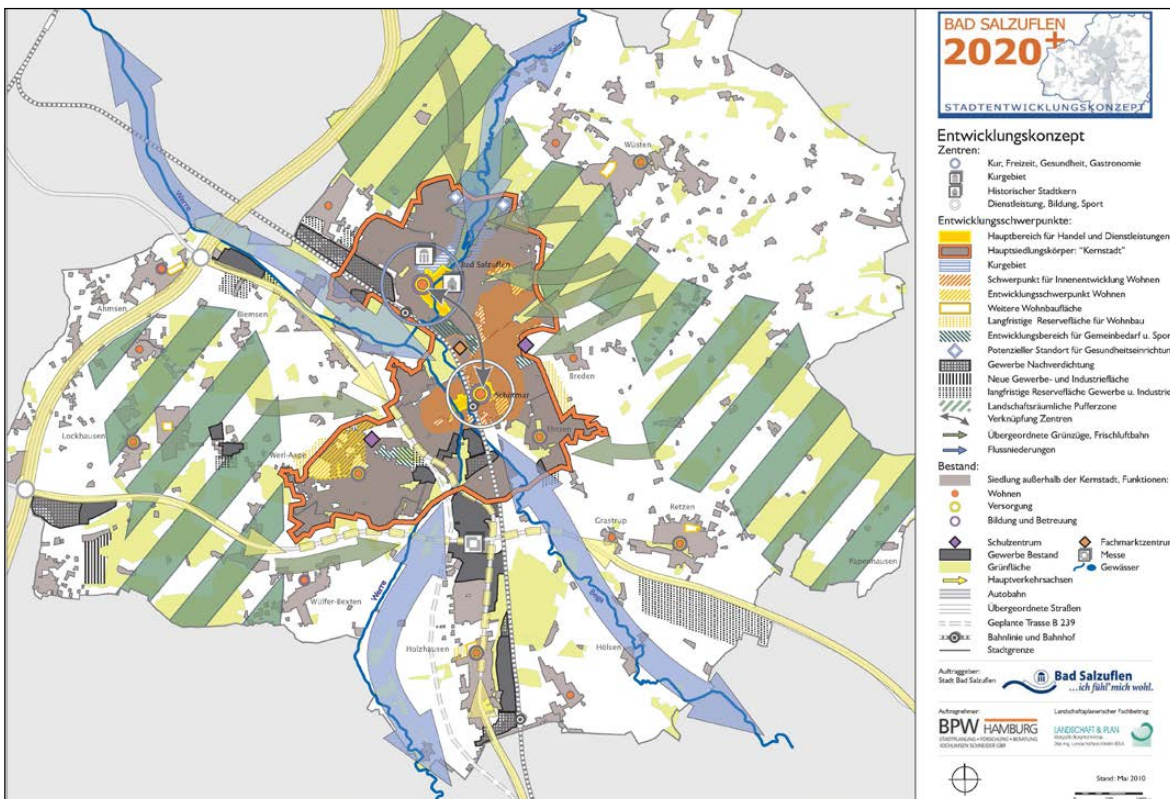 BAD SALZUFLEN
2020+
STADTENTWICKLUNGSKONZEPT
Entwicklungskonzept
Zentren:
Kur, Freizeit, Gesundheit, Gastronomie
Kurgebiet
Historischer Stadtkern
Dienstleistung, Bildung, Sport
Entwicklungsschwerpunkte:
Hauptbereich für Handel und Dienstleistungen
Hauptsiedlungskörper: "Kernstadt"
Kurgebiet
Schwerpunkt für Innenentwicklung Wohnen
Entwicklungsschwerpunkt Wohnen
Weitere Wohnbaufläche
Langfristige Reservefläche für Wohnbau
Entwicklungsbereich für Gemeinbedarf u. Sport
Potenzieller Standort für Gesundheitseinrichtun
Gewerbe Nachverdichtung
Neue Gewerbe- und Industriefläche
langfristige Reservefläche Gewerbe u. Industrie
Landschaftsräumliche Pufferzone
Verknüpfung Zentren
Übergeordnete Grünzüge, Frischluftbahn
Flussniederungen
Bestand:
Siedlung außerhalb der Kernstadt, Funktionen:
Wohnen
Versorgung
Bildung und Betreuung
Schulzentrum
Fachmarktzentrum
Gewerbe Bestand
Messe
Grünfläche
Gewässer
Hauptverkehrsachsen
Autobahn
Übergeordnete Straßen
Geplante Trasse B 239
Bahnlinie und Bahnhof
Stadtgrenze
Auftraggeber:
Stadt Bad Salzuflen
Bad Salzuflen
...ich fühl' mich wohl.
Auftragnehmer:
BPW HAMBURG
STADTPLANUNG • FORSCHUNG • BERATUNG
Landschaftsplanerischer Fachbeitrag:
LANDSCHAFT & PLAN
Stand: Mai 2010
Salze
Werre
Wüsten
Bad Salzuflen
Ahmsen
Biemsen
Schötmar
Breden
Ehrsen
Lockhausen
Werl-Aspe
Grastrup
Retzen
Papenhausen
Wülfer-Bexten
Werre
Bega
Holzhausen
Hölsen